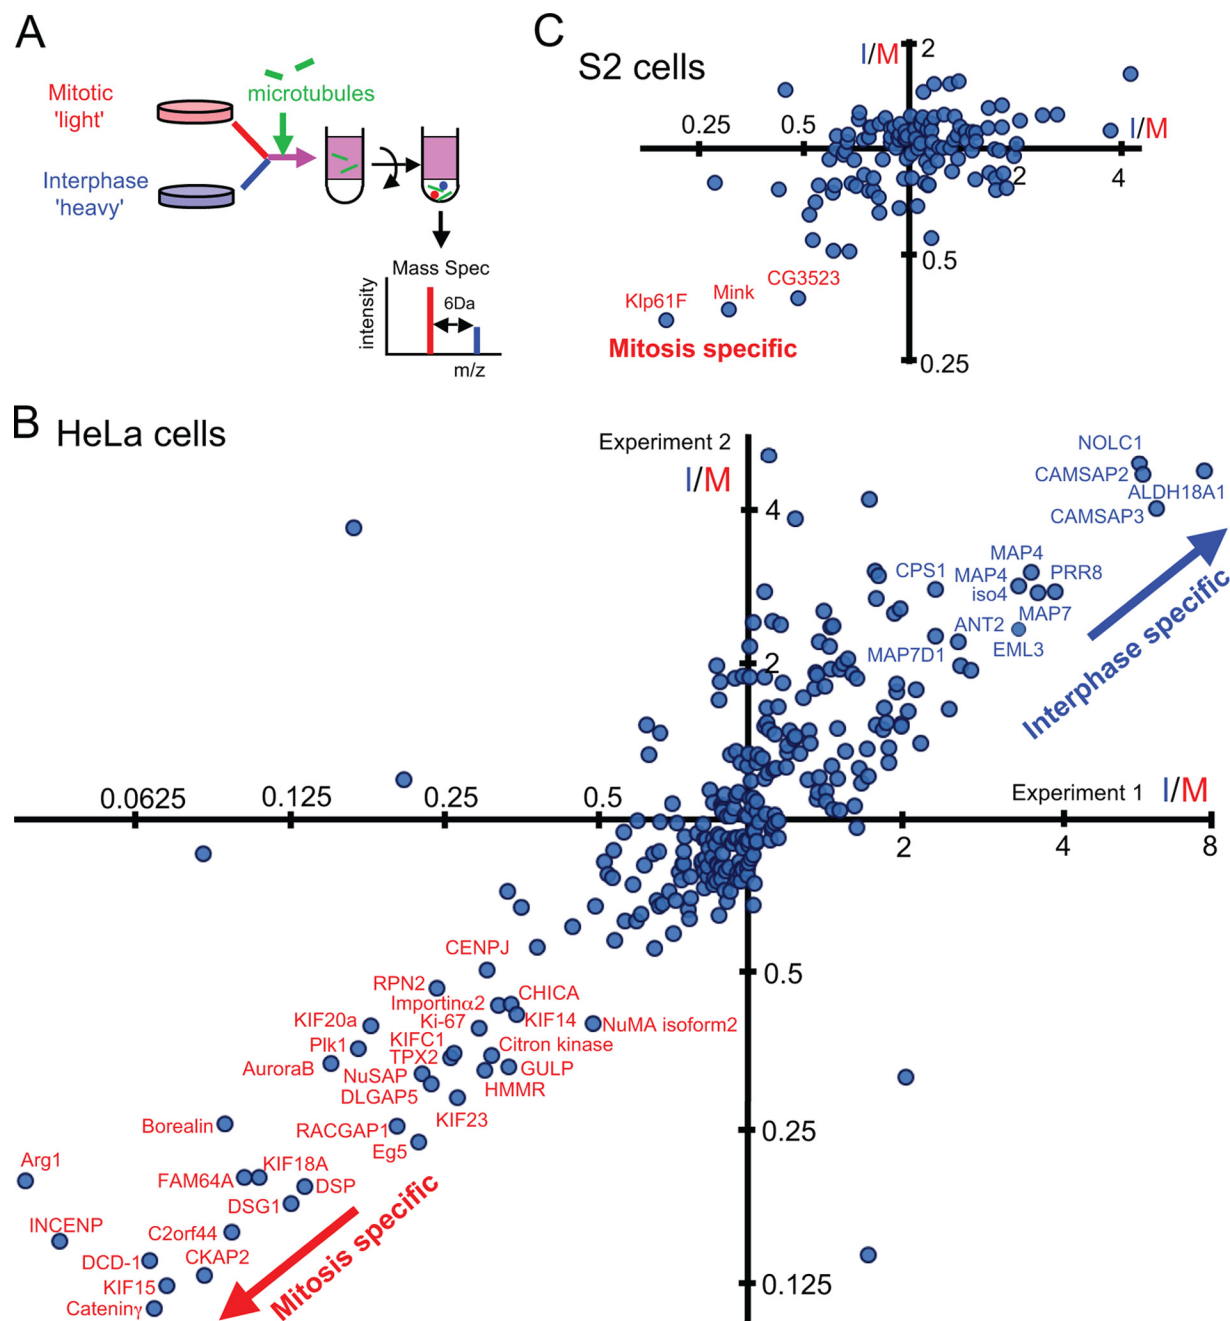 A
Mitotic
'light'
microtubules
Interphase
'heavy'
Mass Spec
6Da
intensity
m/z
C
S2 cells
I/M
2
0.25
0.5
I/M
2
4
0.5
CG3523
Mink
Klp61F
Mitosis specific
0.25
B
HeLa cells
Experiment 2
I/M
NOLC1
CAMSAP2
ALDH18A1
4
CAMSAP3
MAP4
CPS1
MAP4
iso4
PRR8
MAP7
ANT2
EML3
MAP7D1
2
Interphase specific
0.0625
0.125
0.25
0.5
Experiment 1
I/M
2
4
8
CENPJ
0.5
RPN2
Importinα2
CHICA
KIF20a
Ki-67
KIF14
NuMA isoform2
Plk1
KIFC1
Citron kinase
TPX2
AuroraB
NuSAP
GULP
DLGAP5
HMMR
KIF23
Borealin
RACGAP1
0.25
Eg5
Arg1
KIF18A
FAM64A
DSP
DSG1
INCENP
C2orf44
DCD-1
CKAP2
KIF15
Cateninγ
Mitosis specific
0.125